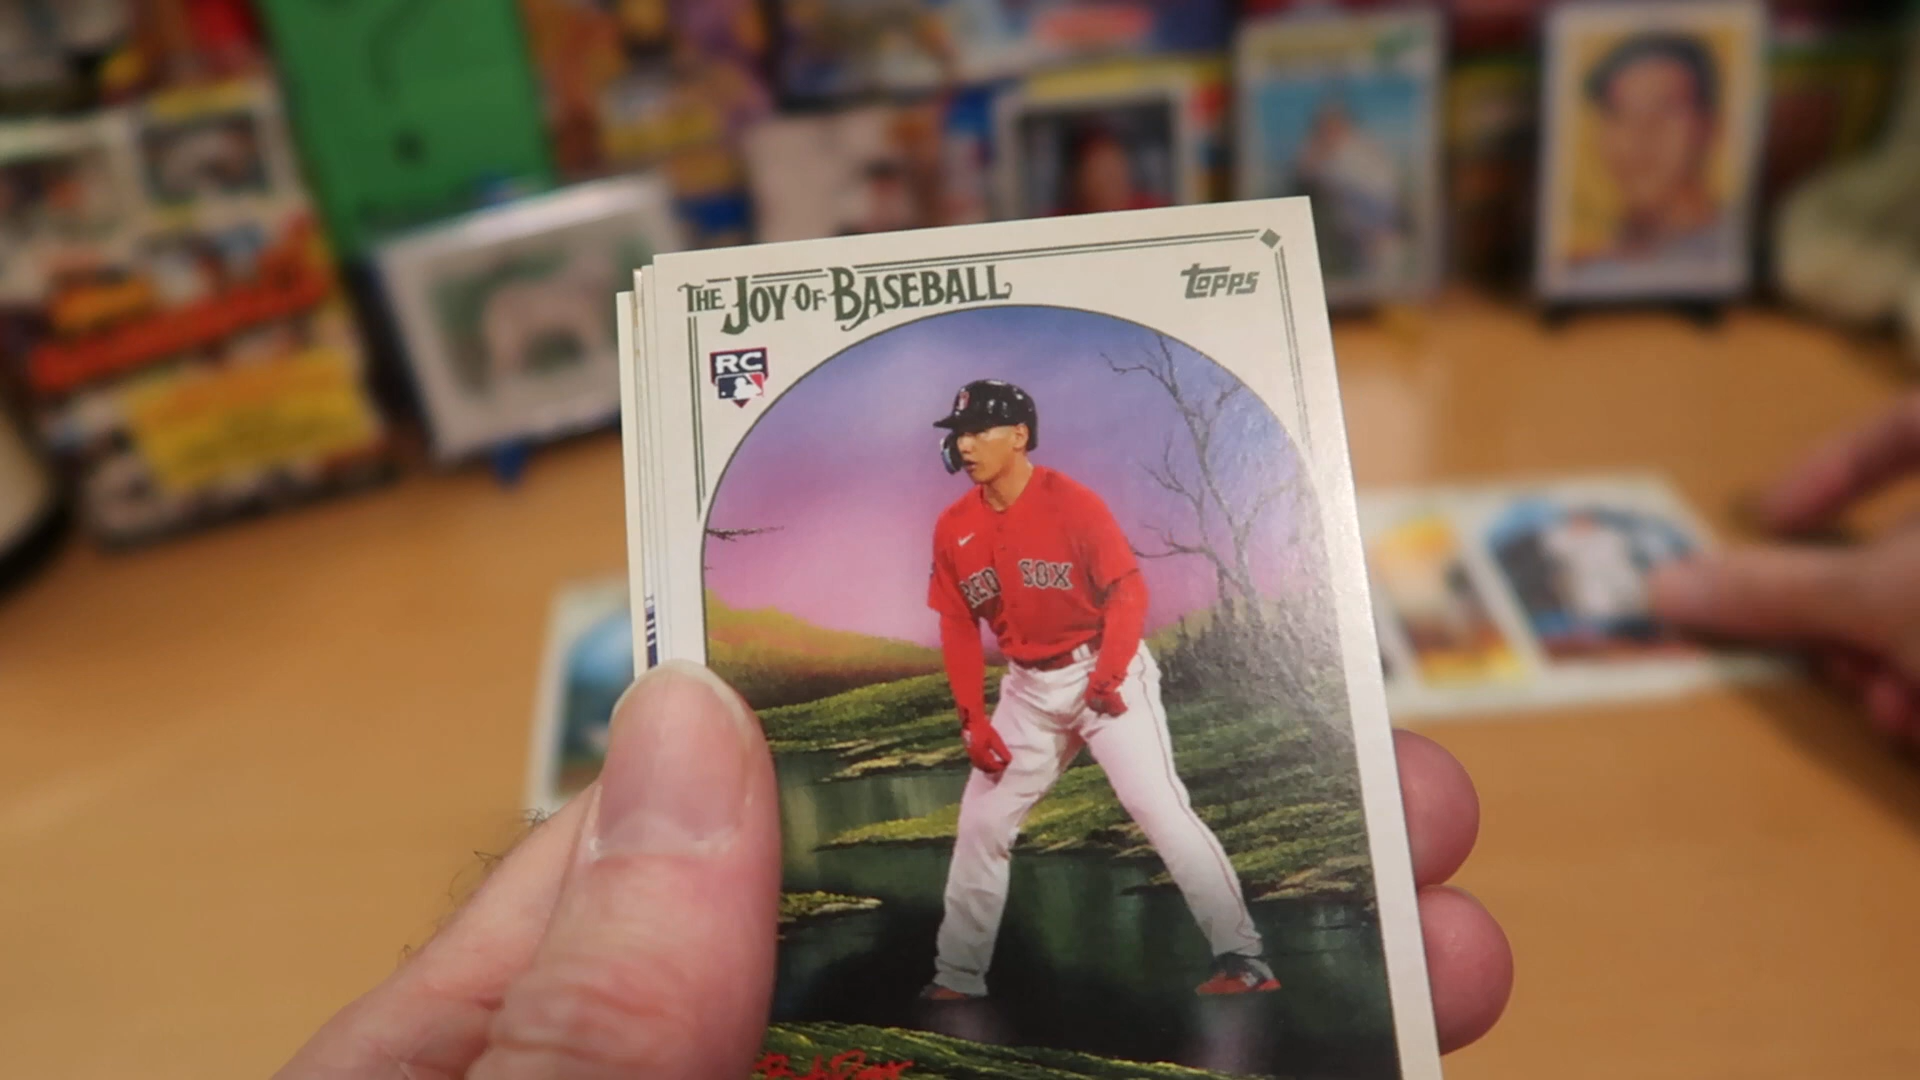 THE JOY OF BASEBALL
topps
RC
RED SOX